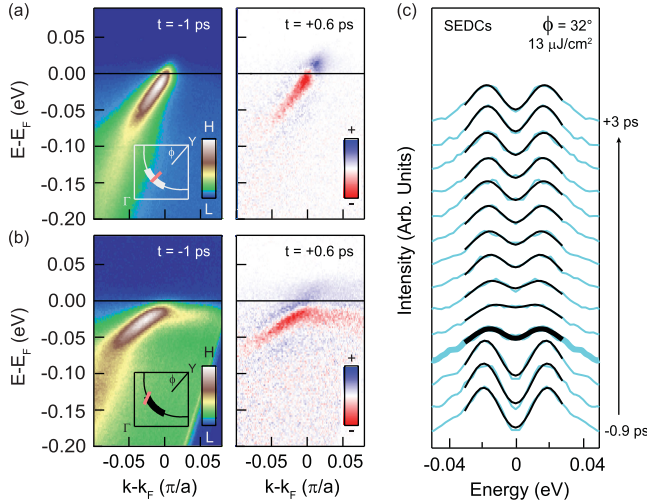 (a)
t = -1 ps
t = +0.6 ps
E-E_F (eV)
0.05
0.00
-0.05
-0.10
-0.15
-0.20
ϕ
Y
Γ
H
L
+
-
(b)
t = -1 ps
t = +0.6 ps
E-E_F (eV)
0.05
0.00
-0.05
-0.10
-0.15
-0.20
ϕ
Y
Γ
H
L
+
-
-0.05 0 0.05
-0.05 0 0.05
k-k_F (π/a)
k-k_F (π/a)
(c)
SEDCs
ϕ = 32°
13 μJ/cm²
+3 ps
-0.9 ps
Intensity (Arb. Units)
-0.04 0 0.04
Energy (eV)